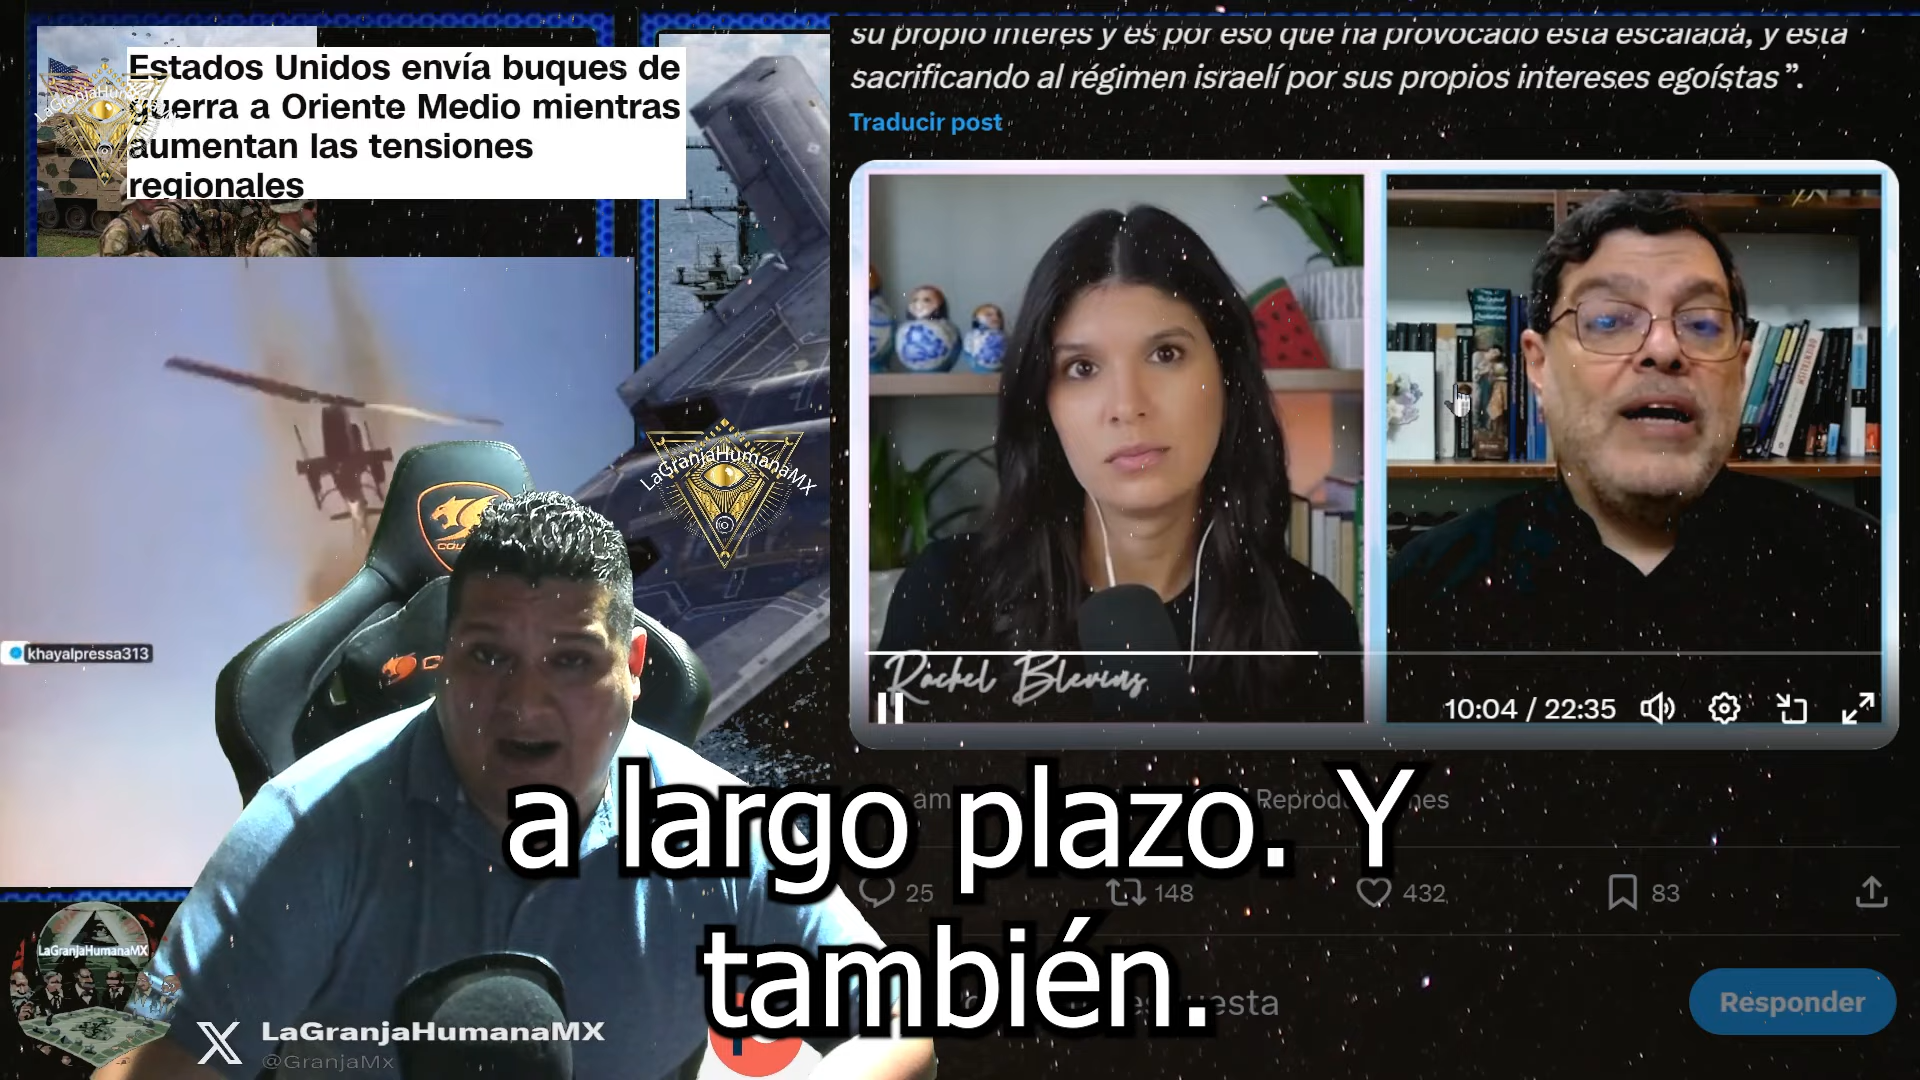 su propio interés y es por eso que ha provocado esta escalada, y está
sacrificando al régimen israelí por sus propios intereses egoístas”.
Traducir post
Estados Unidos envía buques de
guerra a Oriente Medio mientras
aumentan las tensiones
regionales
LaGranjaHumanaMX
khayalpressa313
Rachel Blevins
10:04 / 22:35
a largo plazo. Y
también.
am
25
148
432
83
LaGranjaHumanaMX
LaGranjaHumanaMX
@GranjaMx
Responder